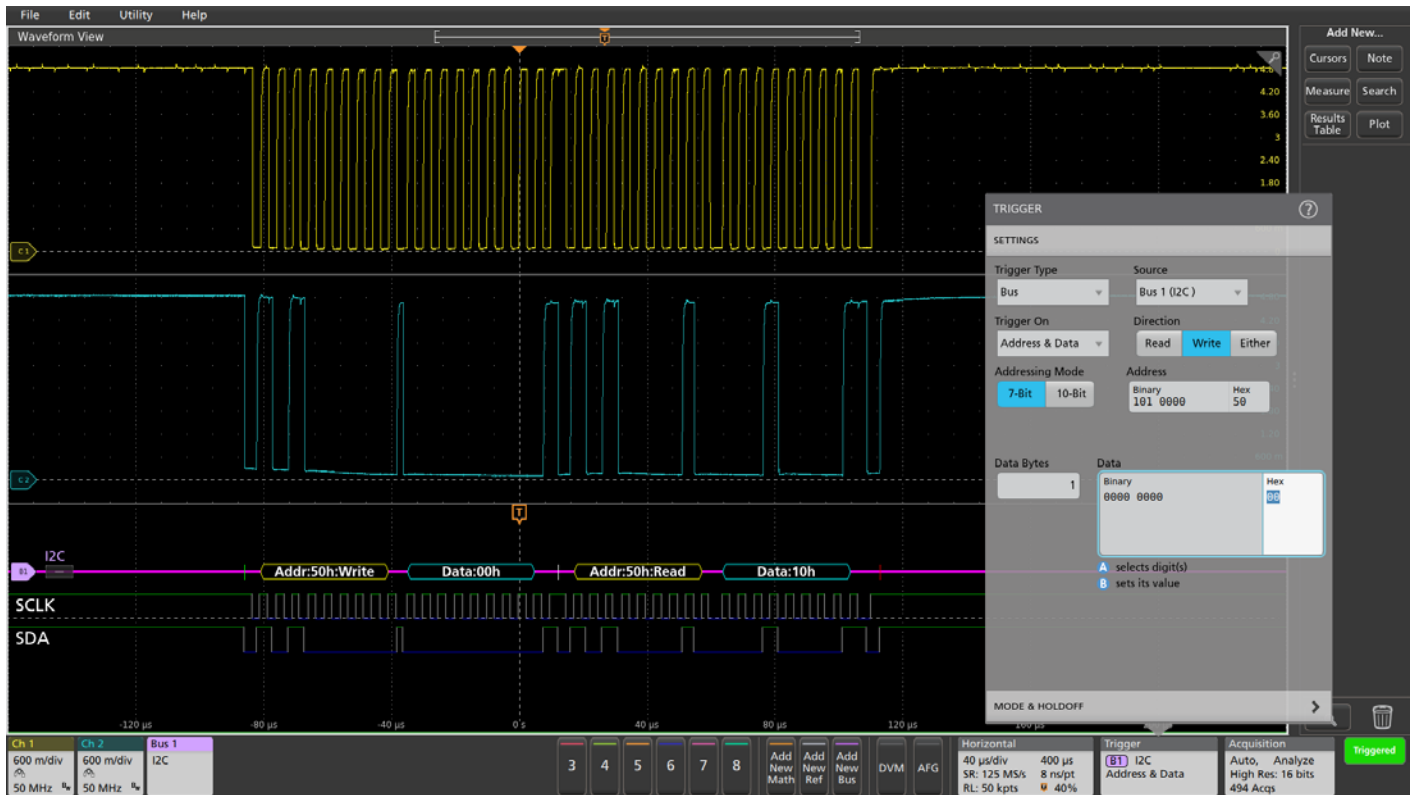 File Edit Utility Help
Waveform View
Add New...
Cursors Note
Measure Search
Results Table Plot
4.20
3.60
3
2.40
1.80
C1
C2
TRIGGER ?
SETTINGS
Trigger Type Source
Bus Bus 1 (I2C )
Trigger On Direction
Address & Data Read Write Either
Addressing Mode Address
7-Bit 10-Bit Binary Hex
101 0000 50
Data Bytes Data
1 Binary Hex
0000 0000 00
A selects digit(s)
B sets its value
MODE & HOLDOFF
T
I2C
B1 Addr:50h:Write Data:00h Addr:50h:Read Data:10h
SCLK
SDA
-120 µs -80 µs -40 µs 0 s 40 µs 80 µs 120 µs
Ch 1
600 m/div
50 MHz
Ch 2
600 m/div
50 MHz
Bus 1
I2C
3 4 5 6 7 8
Add New Math
Add New Ref
Add New Bus
DVM AFG
Horizontal
40 µs/div 400 µs
SR: 125 MS/s 8 ns/pt
RL: 50 kpts 40%
Trigger
B1 I2C
Address & Data
Acquisition
Auto, Analyze
High Res: 16 bits
494 Acqs
Triggered